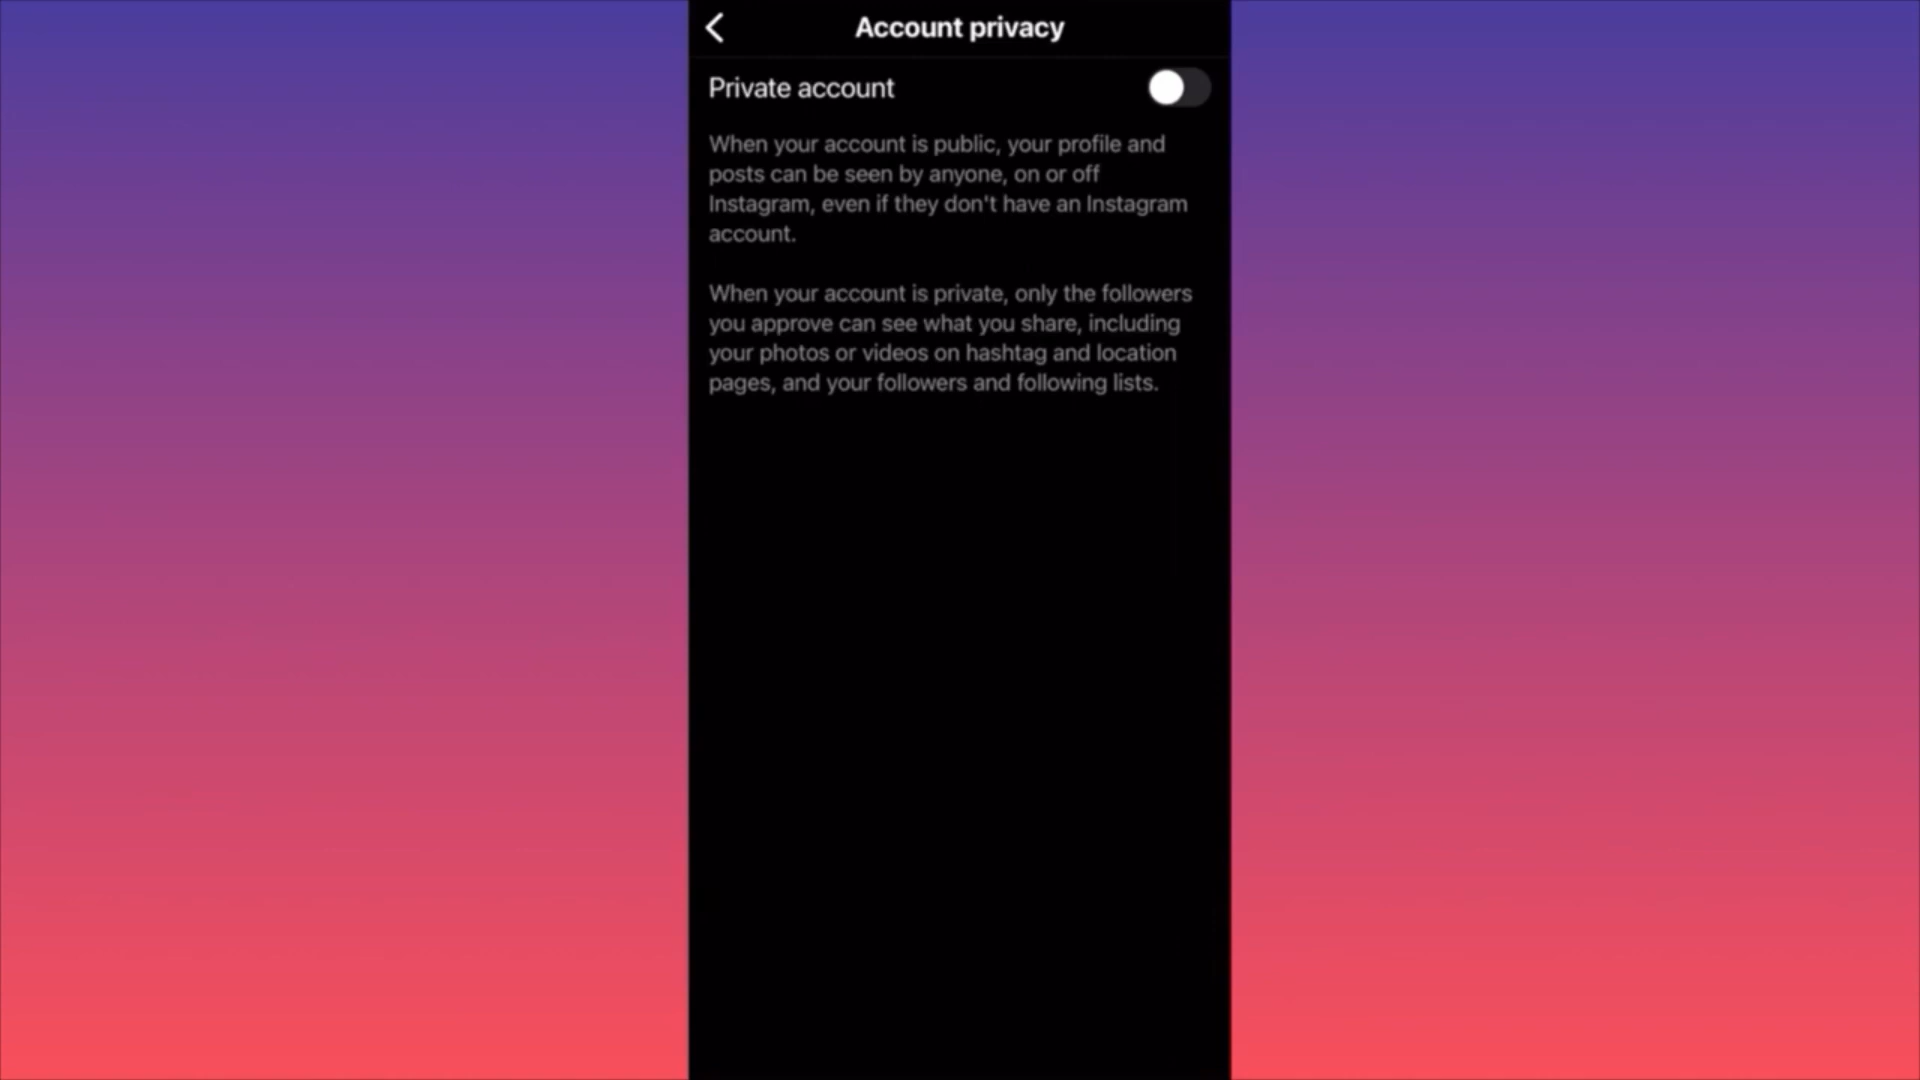 Account privacy
Private account
When your account is public, your profile and
posts can be seen by anyone, on or off
Instagram, even if they don't have an Instagram
account.
When your account is private, only the followers
you approve can see what you share, including
your photos or videos on hashtag and location
pages, and your followers and following lists.